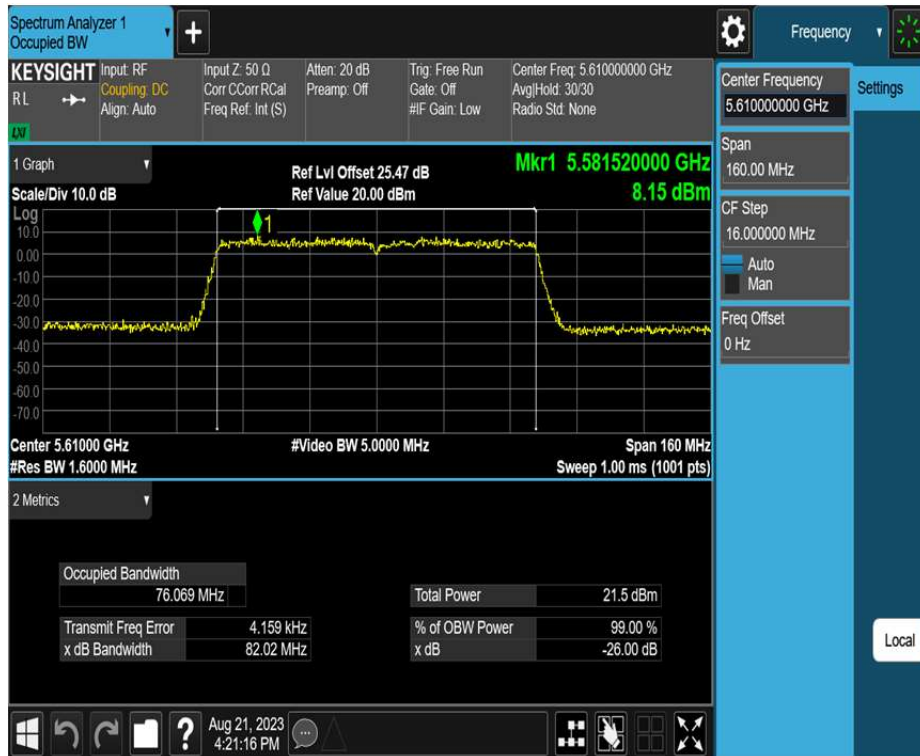 Spectrum Analyzer 1
Occupied BW
Frequency
KEYSIGHT
R L
LXI
Input: RF
Coupling: DC
Align: Auto
Input Z: 50 Ω
Corr CCorr RCal
Freq Ref: Int (S)
Atten: 20 dB
Preamp: Off
Trig: Free Run
Gate: Off
#IF Gain: Low
Center Freq: 5.610000000 GHz
Avg|Hold: 30/30
Radio Std: None
Center Frequency
5.610000000 GHz
Settings
Span
160.00 MHz
CF Step
16.000000 MHz
Auto
Man
Freq Offset
0 Hz
Local
1 Graph
Scale/Div 10.0 dB
Ref Lvl Offset 25.47 dB
Ref Value 20.00 dBm
Mkr1 5.581520000 GHz
8.15 dBm
Log
10.0
0.00
-10.0
-20.0
-30.0
-40.0
-50.0
-60.0
-70.0
1
Center 5.61000 GHz
#Video BW 5.0000 MHz
Span 160 MHz
#Res BW 1.6000 MHz
Sweep 1.00 ms (1001 pts)
2 Metrics
Occupied Bandwidth
76.069 MHz
Total Power 21.5 dBm
Transmit Freq Error 4.159 kHz
% of OBW Power 99.00 %
x dB Bandwidth 82.02 MHz
x dB -26.00 dB
Aug 21, 2023
4:21:16 PM